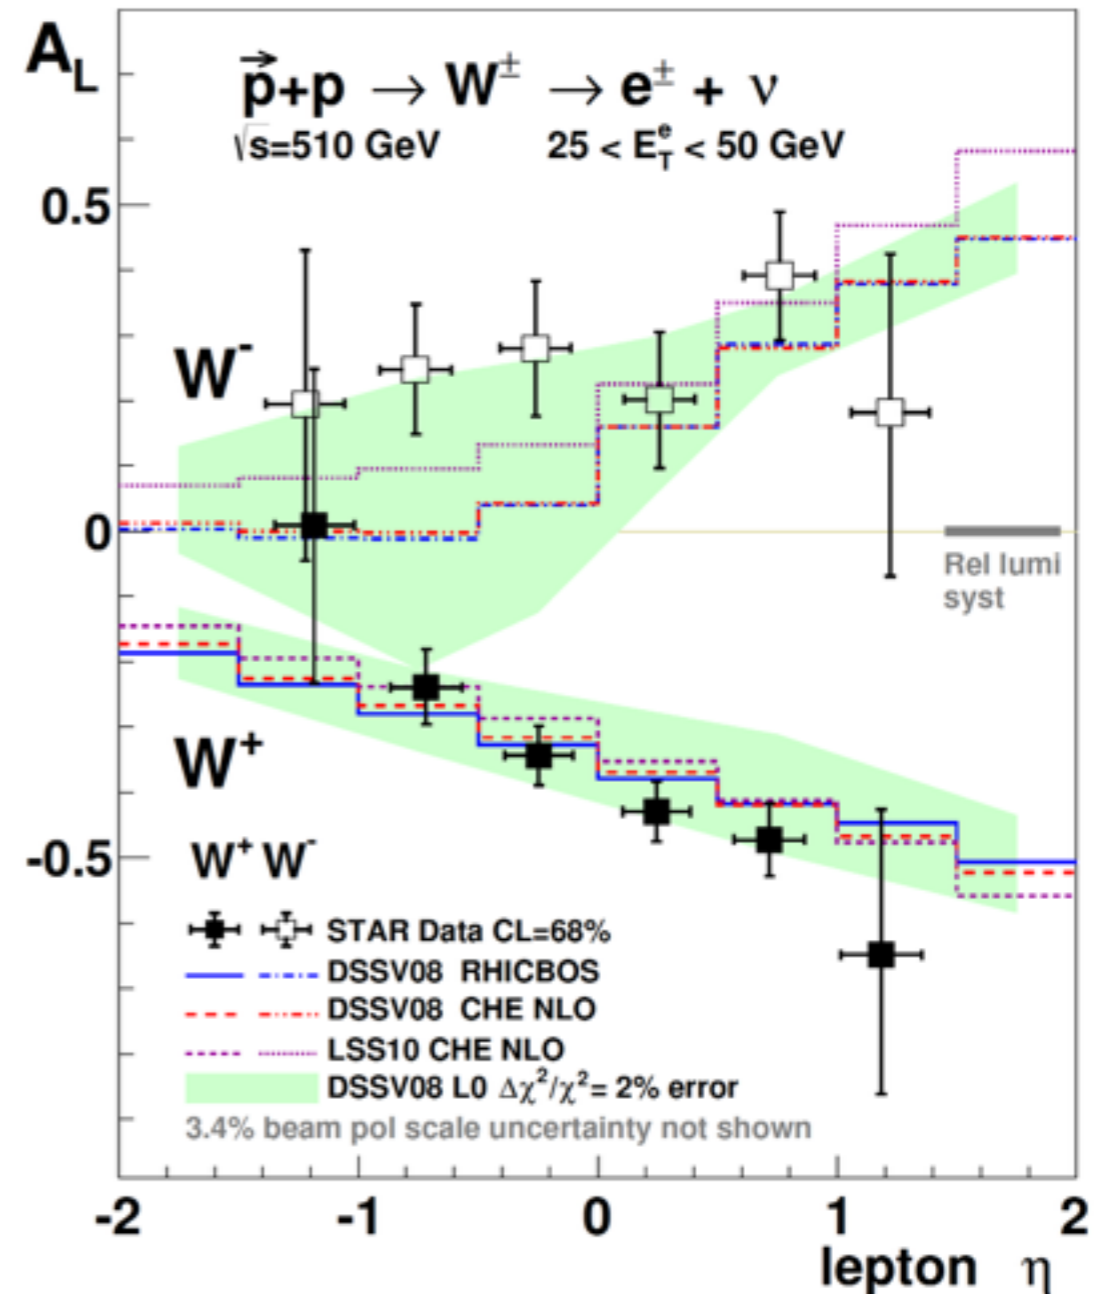 A_L
p⃗+p → W^± → e^± + ν
√s=510 GeV 25 < E_T^e < 50 GeV
0.5
W^-
0
Rel lumi
syst
W^+
-0.5
W^+ W^-
STAR Data CL=68%
DSSV08 RHICBOS
DSSV08 CHE NLO
LSS10 CHE NLO
DSSV08 L0 Δχ²/χ²= 2% error
3.4% beam pol scale uncertainty not shown
-2 -1 0 1 2
lepton η